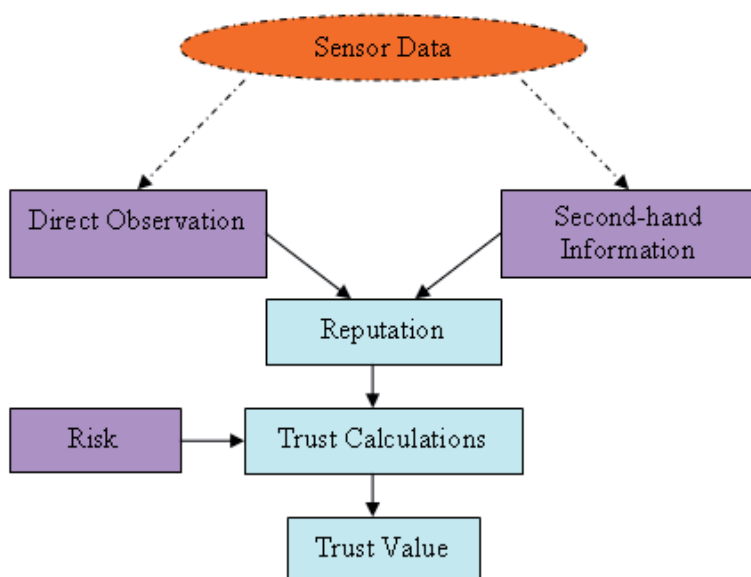 Sensor Data
Direct Observation
Second-hand
Information
Reputation
Risk
Trust Calculations
Trust Value